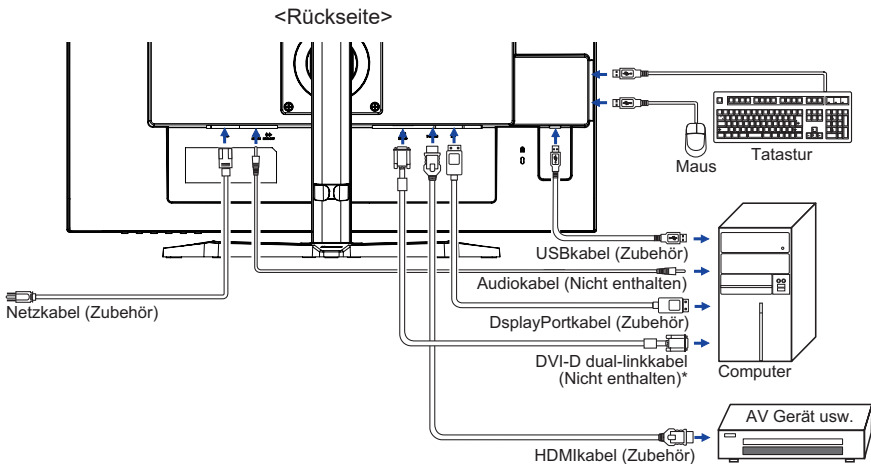 <Rückseite>
Maus
Tatastur
USBkabel (Zubehör)
Audiokabel (Nicht enthalten)
Netzkabel (Zubehör)
DsplayPortkabel (Zubehör)
DVI-D dual-linkkabel
(Nicht enthalten)*
Computer
AV Gerät usw.
HDMIkabel (Zubehör)